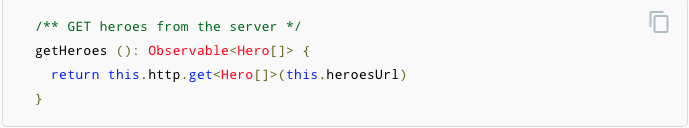 /** GET heroes from the server */
getHeroes (): Observable<Hero[]> {
  return this.http.get<Hero[]>(this.heroesUrl)
}